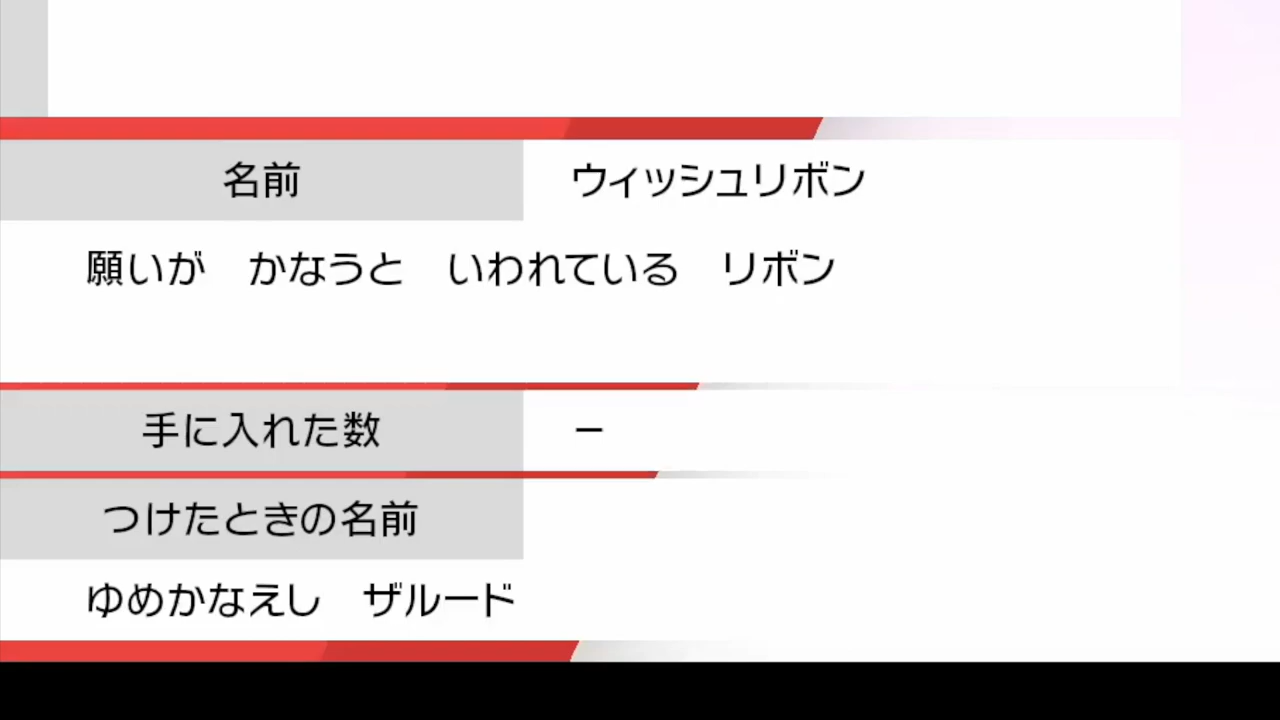 名前 ウィッシュリボン
願いが かなうと いわれている リボン
手に入れた数 ー
つけたときの名前
ゆめかなえし ザルード